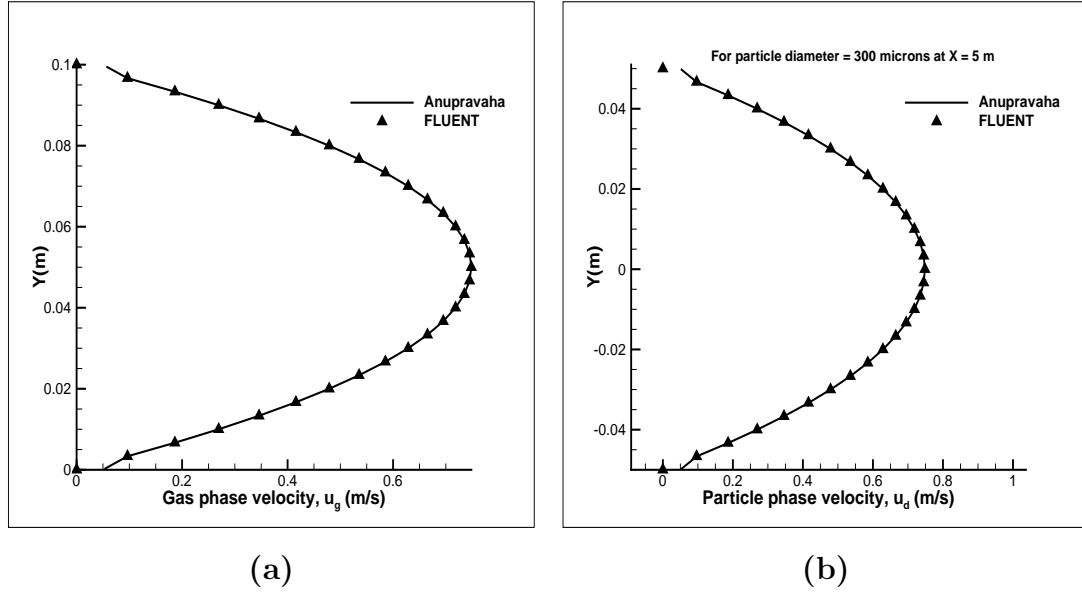 0.1
0.08
0.06
0.04
0.02
0
Y(m)
Anupravaha
FLUENT
0
0.2
0.4
0.6
Gas phase velocity, u_g (m/s)
(a)
For particle diameter = 300 microns at X = 5 m
0.04
0.02
0
-0.02
-0.04
Y(m)
Anupravaha
FLUENT
0
0.2
0.4
0.6
0.8
1
Particle phase velocity, u_d (m/s)
(b)